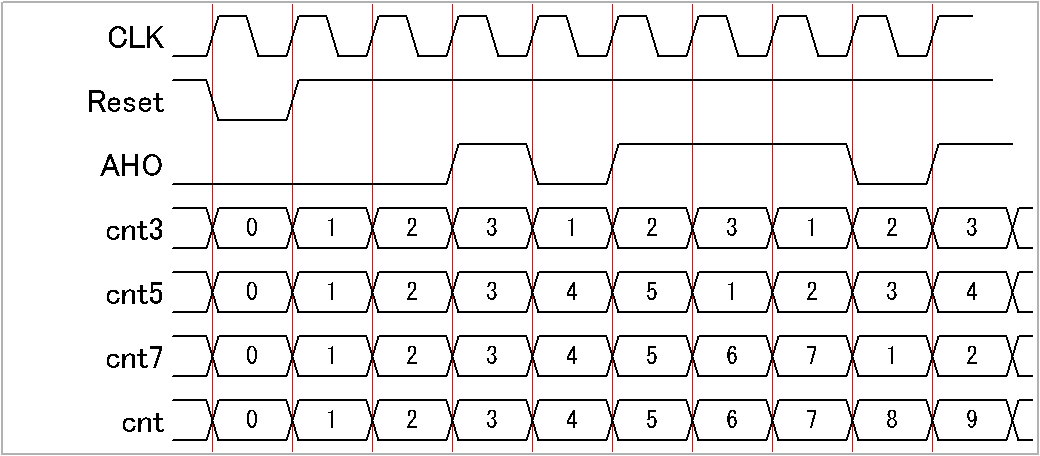 CLK
Reset
AHO
cnt3 0 1 2 3 1 2 3 1 2 3
cnt5 0 1 2 3 4 5 1 2 3 4
cnt7 0 1 2 3 4 5 6 7 1 2
cnt 0 1 2 3 4 5 6 7 8 9